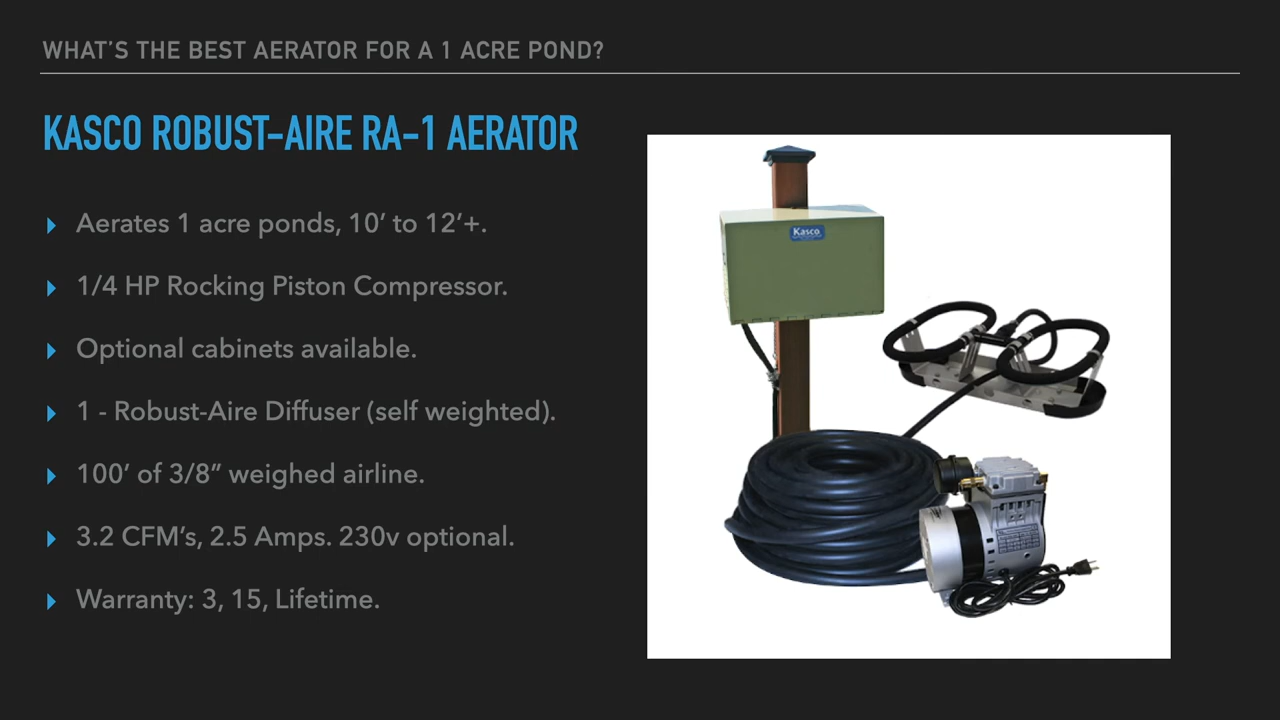 WHAT'S THE BEST AERATOR FOR A 1 ACRE POND?
KASCO ROBUST-AIRE RA-1 AERATOR
Aerates 1 acre ponds, 10’ to 12’+.
1/4 HP Rocking Piston Compressor.
Optional cabinets available.
1 - Robust-Aire Diffuser (self weighted).
100’ of 3/8” weighed airline.
3.2 CFM’s, 2.5 Amps. 230v optional.
Warranty: 3, 15, Lifetime.
Kasco